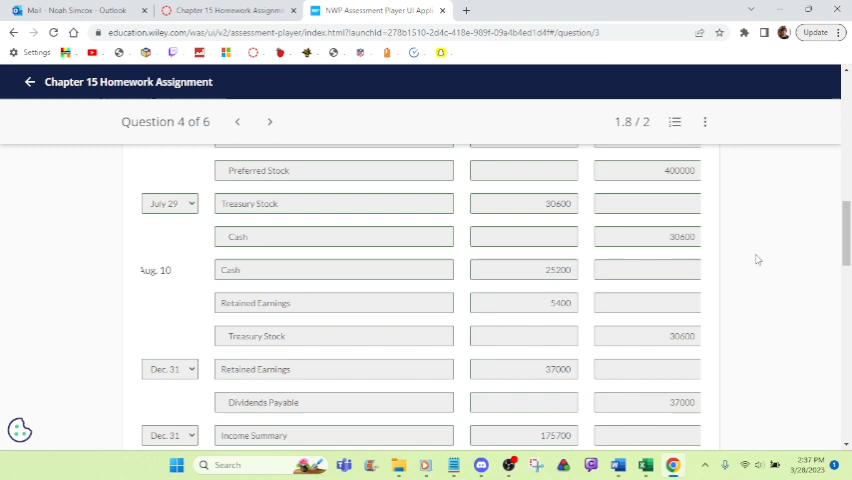 Mail - Noah Simcox - Outlook
Chapter 15 Homework Assignm
NWP Assessment Player UI Appli
education.wiley.com/was/ui/v2/assessment-player/index.html?launchId=278b1510-2d4c-418e-989f-09a4b4ed1d4f#/question/3
Update
Settings
Chapter 15 Homework Assignment
Question 4 of 6
1.8 / 2
Preferred Stock 400000
July 29 Treasury Stock 30600
Cash 30600
Aug. 10 Cash 25200
Retained Earnings 5400
Treasury Stock 30600
Dec. 31 Retained Earnings 37000
Dividends Payable 37000
Dec. 31 Income Summary 175700
Search
2:37 PM
3/28/2023